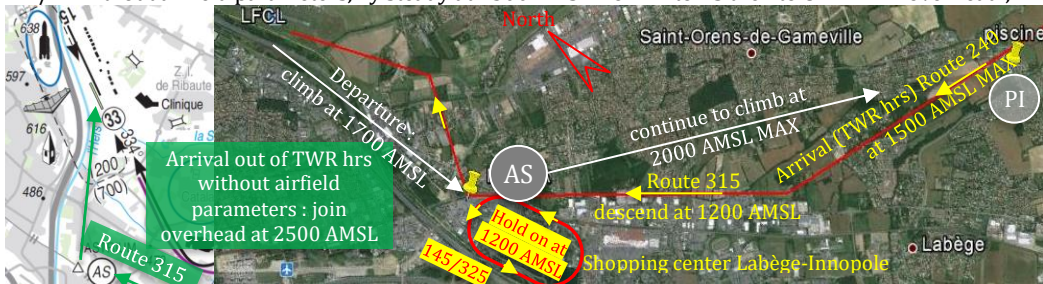 LFCL
North
Saint-Orens-de-Gameville
Piscine
PI
Departure :
climb at 1700 AMSL
continue to climb at
2000 AMSL MAX
Arrival (TWR hrs) Route 240
at 1500 AMSL MAX
AS
Route 315
descend at 1200 AMSL
Hold on at
1200 AMSL
145/325
Shopping center Labège-Innopole
Labège
638
15
597
Z. I.
de Ribaute
Clinique
616
33
334°
la S
200
(700)
486
Arrival out of TWR hrs
without airfield
parameters : join
overhead at 2500 AMSL
Route 315
AS